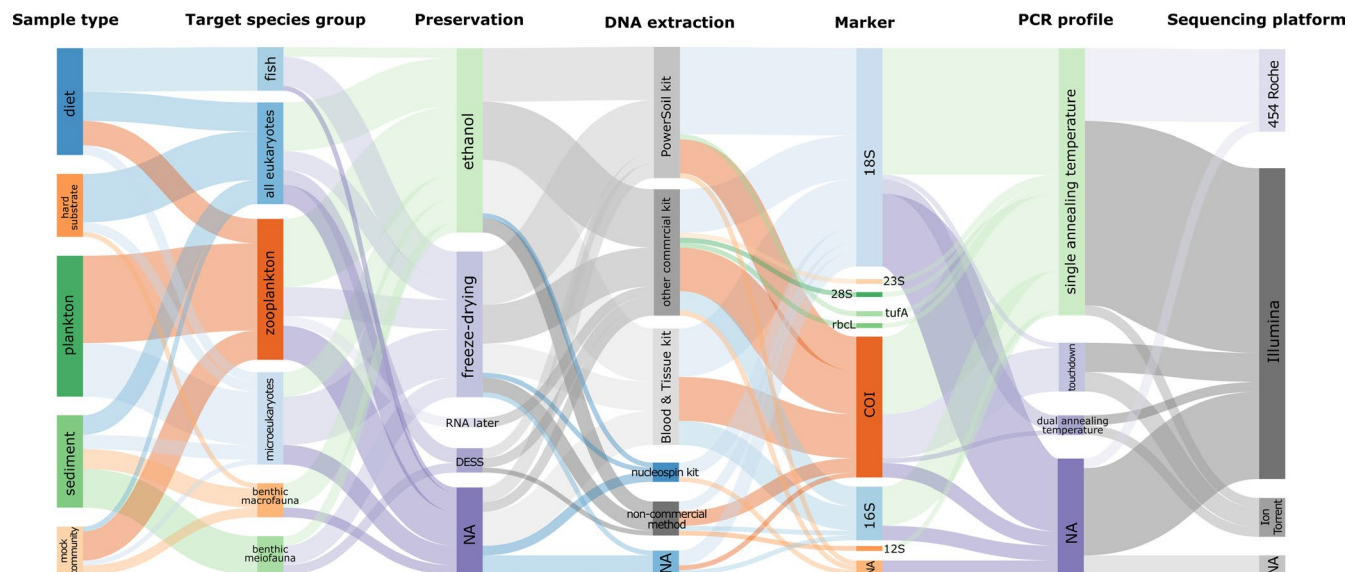 Sample type
Target species group
Preservation
DNA extraction
Marker
PCR profile
Sequencing platform
diet
hard
substrate
plankton
sediment
mock
community
fish
all eukaryotes
zooplankton
microeukaryotes
benthic
macrofauna
benthic
meiofauna
ethanol
freeze-drying
RNA later
DESS
NA
PowerSoil kit
other commrcial kit
Blood & Tissue kit
nucleospin kit
non-commercial
method
NA
18S
23S
28S
tufA
rbcL
COI
16S
12S
NA
single annealing temperature
touchdown
dual annealing
temperature
NA
454 Roche
Illumina
Ion
Torrent
NA